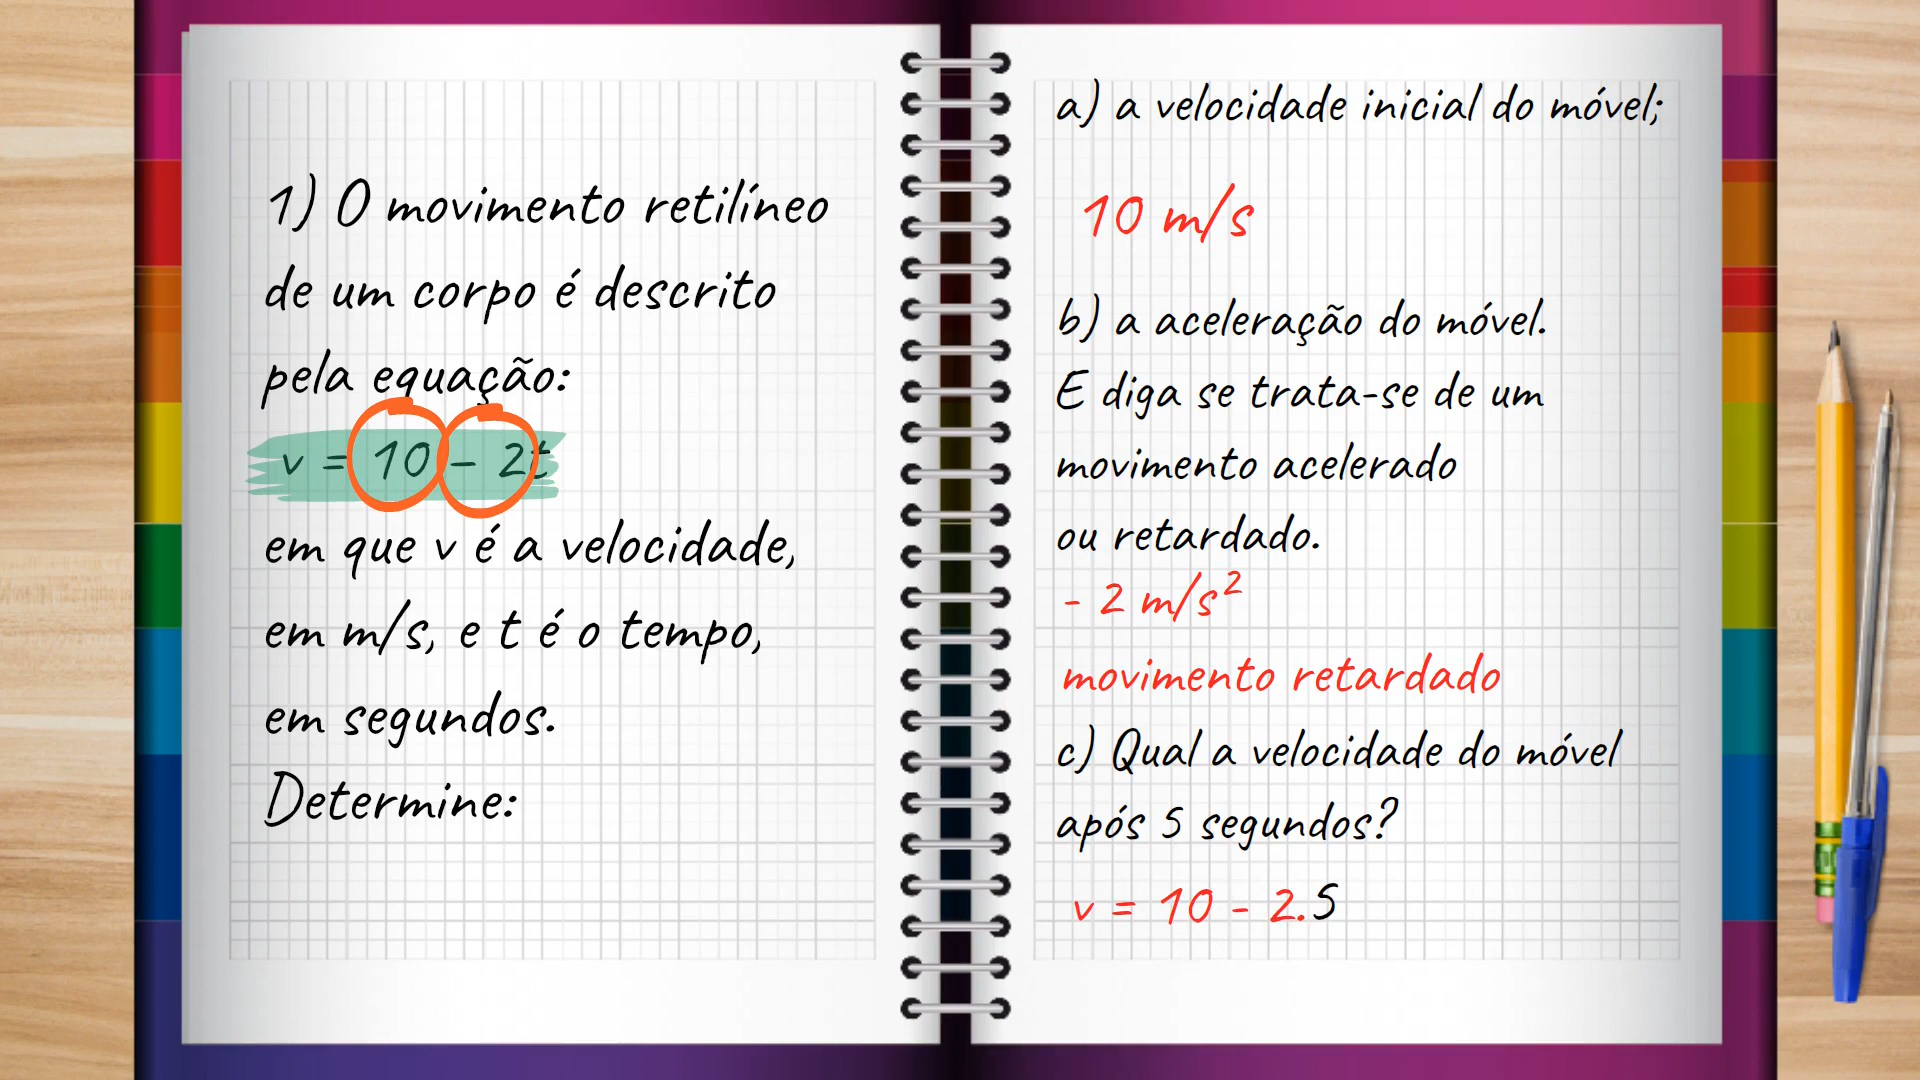 1) O movimento retilíneo
de um corpo é descrito
pela equação:
v = 10 – 2t
em que v é a velocidade,
em m/s, e t é o tempo,
em segundos.
Determine:
a) a velocidade inicial do móvel;
10 m/s
b) a aceleração do móvel.
E diga se trata-se de um
movimento acelerado
ou retardado.
- 2 m/s²
movimento retardado
c) Qual a velocidade do móvel
após 5 segundos?
v = 10 - 2.5